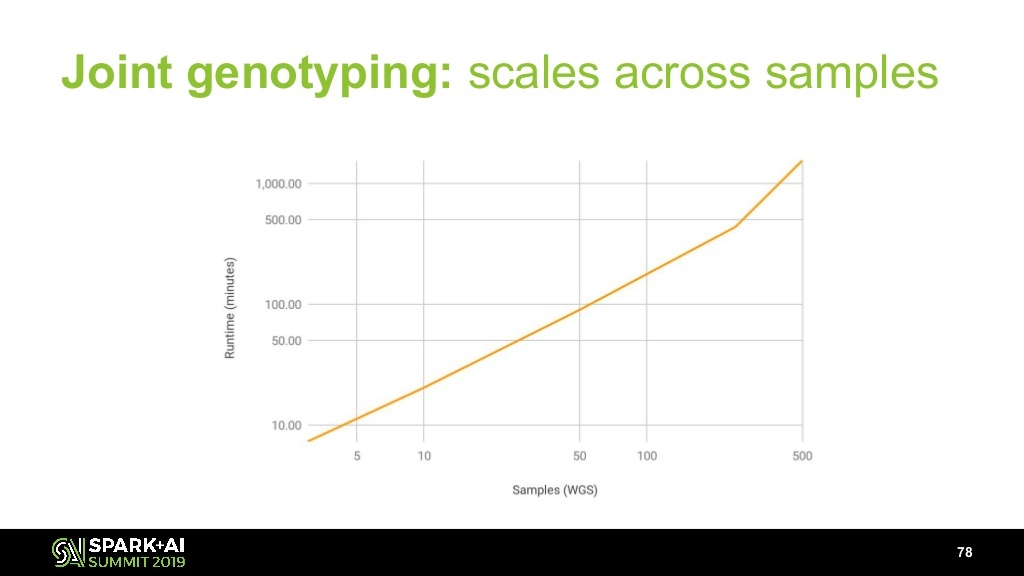 Joint genotyping: scales across samples
1,000.00
500.00
100.00
50.00
10.00
Runtime (minutes)
5 10 50 100 500
Samples (WGS)
SPARK+AI
SUMMIT 2019
78